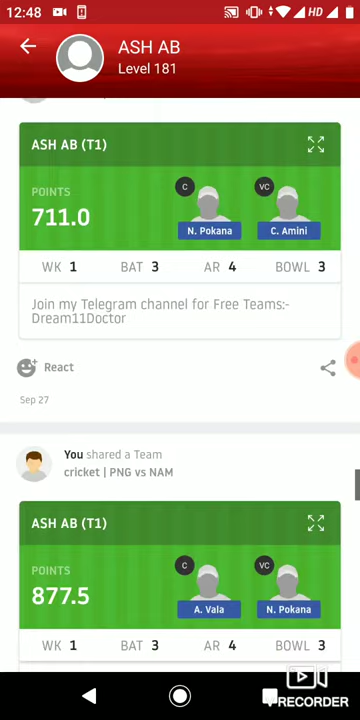 12:48
HD
ASH AB
Level 181
ASH AB (T1)
POINTS
711.0
C
VC
N. Pokana
C. Amini
WK 1 BAT 3 AR 4 BOWL 3
Join my Telegram channel for Free Teams:-
Dream11Doctor
React
Sep 27
You shared a Team
cricket | PNG vs NAM
ASH AB (T1)
POINTS
877.5
C
VC
A. Vala
N. Pokana
WK 1 BAT 3 AR 4 BOWL 3
RECORDER